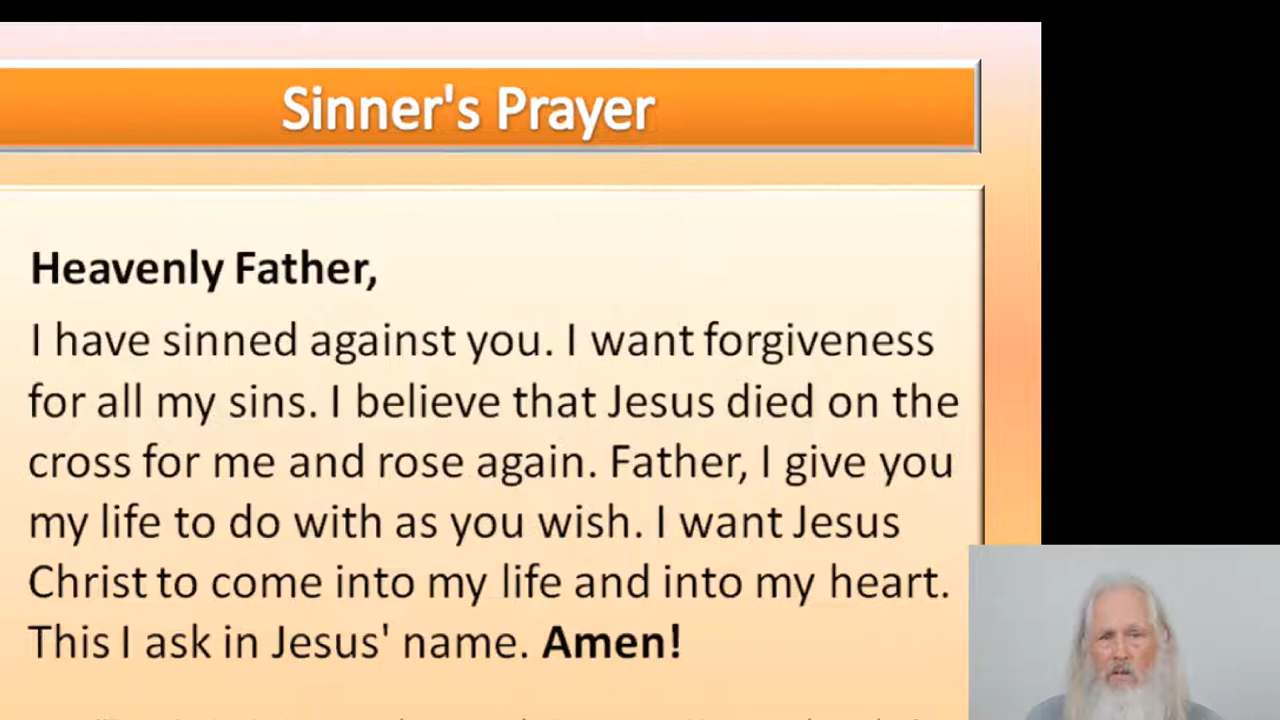 Sinner's Prayer
Heavenly Father,
I have sinned against you. I want forgiveness
for all my sins. I believe that Jesus died on the
cross for me and rose again. Father, I give you
my life to do with as you wish. I want Jesus
Christ to come into my life and into my heart.
This I ask in Jesus' name. Amen!